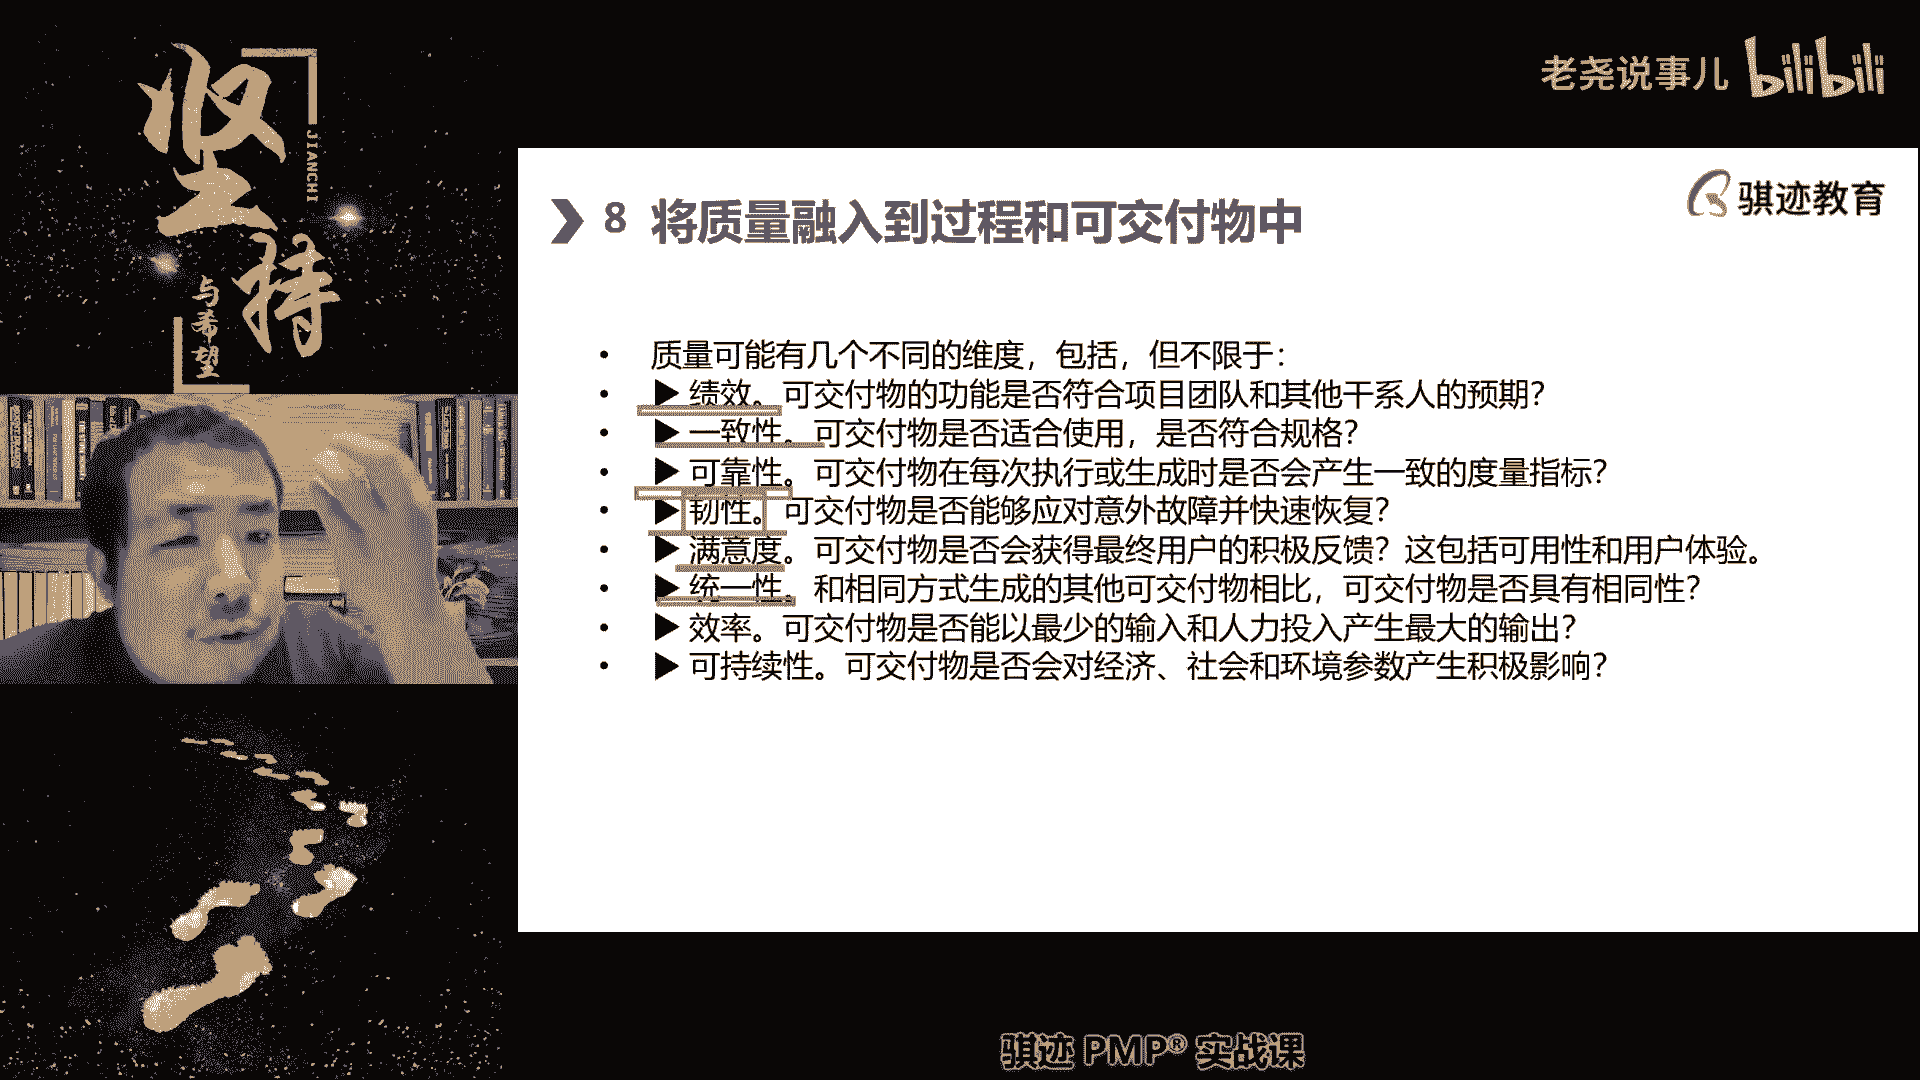 坚持
JIANCHI
与希望
老尧说事儿 bilibili
骐迹教育
8 将质量融入到过程和可交付物中
• 质量可能有几个不同的维度，包括，但不限于：
• ▶ 绩效。可交付物的功能是否符合项目团队和其他干系人的预期？
• ▶ 一致性。可交付物是否适合使用，是否符合规格？
• ▶ 可靠性。可交付物在每次执行或生成时是否会产生一致的度量指标？
• ▶ 韧性。可交付物是否能够应对意外故障并快速恢复？
• ▶ 满意度。可交付物是否会获得最终用户的积极反馈？这包括可用性和用户体验。
• ▶ 统一性。和相同方式生成的其他可交付物相比，可交付物是否具有相同性？
• ▶ 效率。可交付物是否能以最少的输入和人力投入产生最大的输出？
• ▶ 可持续性。可交付物是否会对经济、社会和环境参数产生积极影响？
骐迹 PMP® 实战课